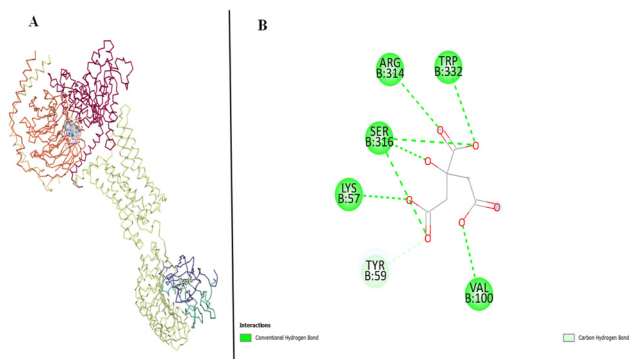 A
B
ARG
B:314
TRP
B:332
SER
B:316
LYS
B:57
TYR
B:59
VAL
B:100
Interactions
Conventional Hydrogen Bond
Carbon Hydrogen Bond